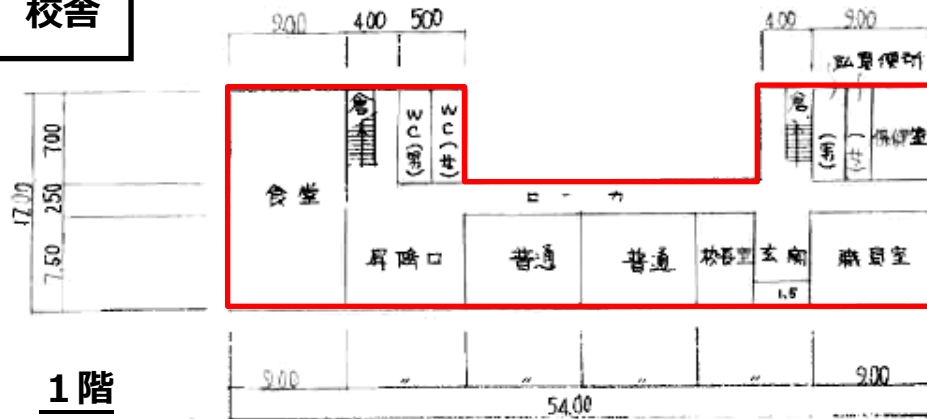 校舎
9.00 4.00 500 4.00 9.00
倉 WC(男) WC(女) 倉 (男) (女)
700
250
7.50
17.00
食堂
ローカ
昇降口 普通 普通 校長室 玄関 職員室
1.5
9.00 〃 〃 〃 〃 9.00
54.00
1階